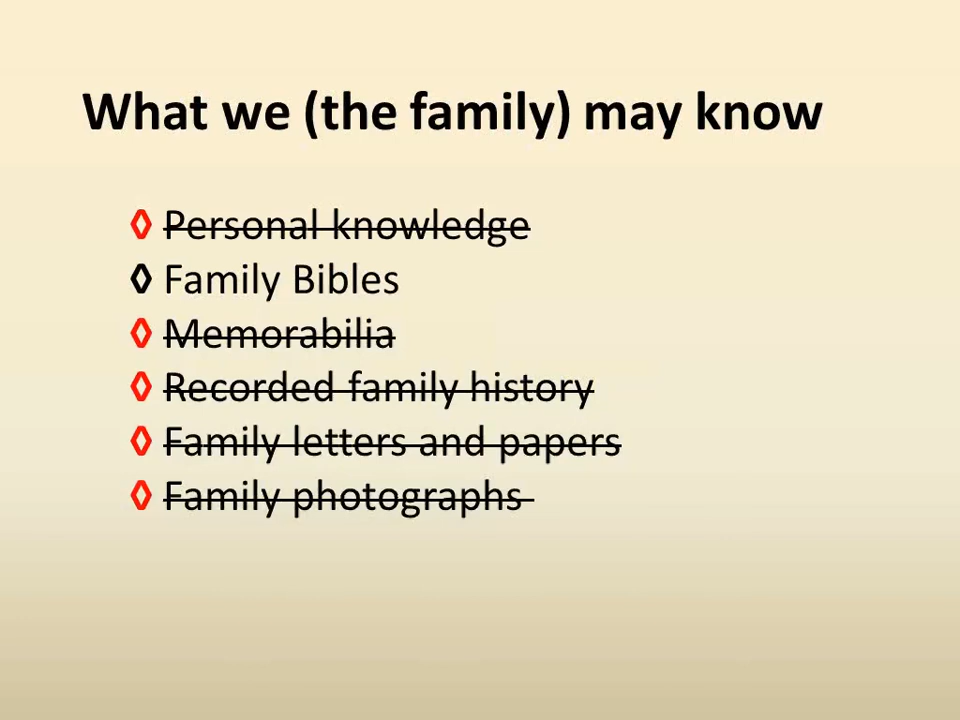 What we (the family) may know
◊ Personal knowledge
◊ Family Bibles
◊ Memorabilia
◊ Recorded family history
◊ Family letters and papers
◊ Family photographs